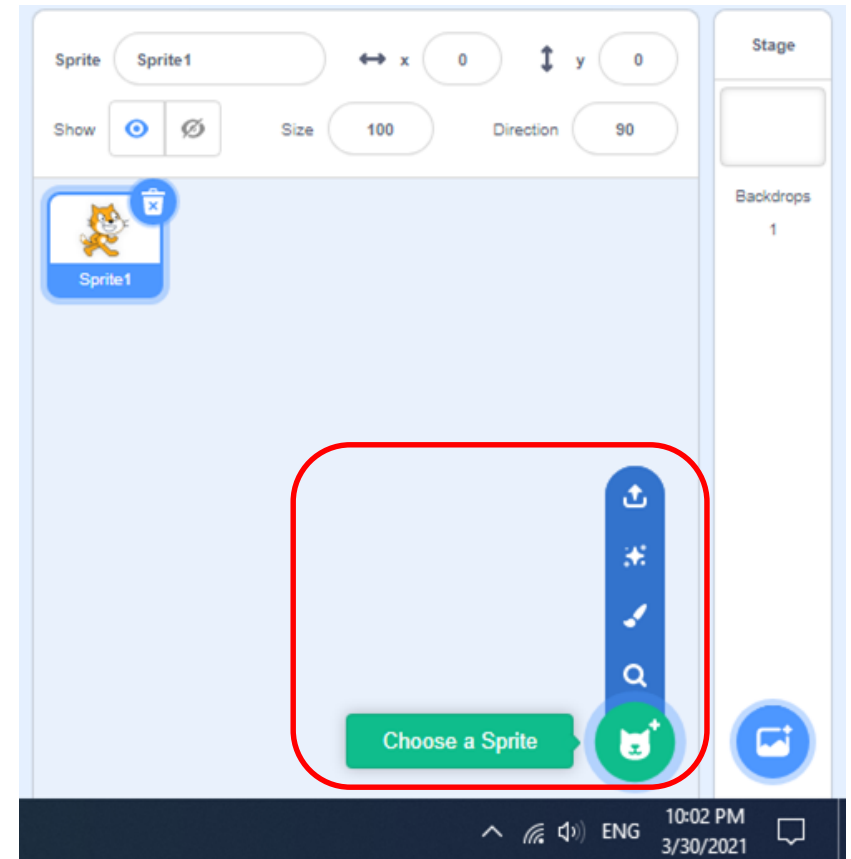 Sprite Sprite1 x 0 y 0
Show Size 100 Direction 90
Sprite1
Stage
Backdrops
1
Choose a Sprite
ENG
10:02 PM
3/30/2021